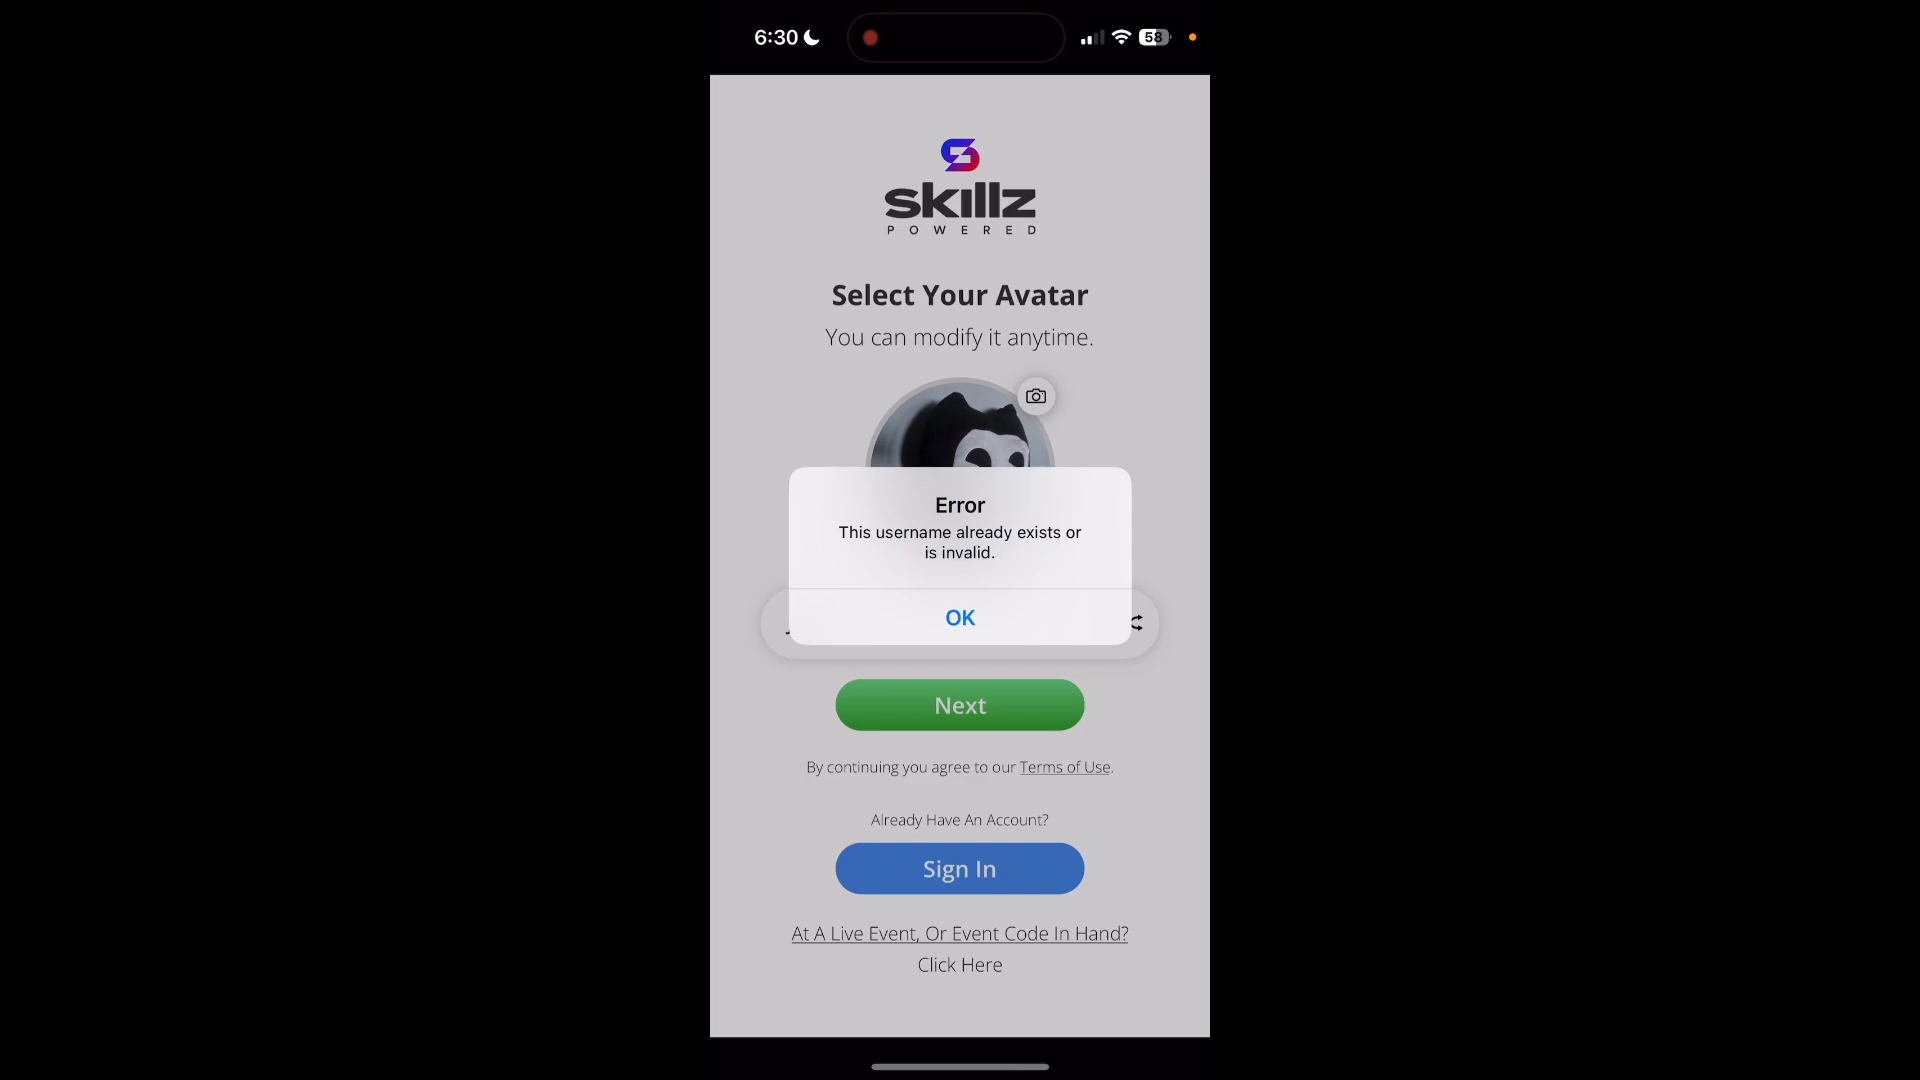 6:30
58
skillz
POWERED
Select Your Avatar
You can modify it anytime.
Error
This username already exists or
is invalid.
OK
Next
By continuing you agree to our Terms of Use.
Already Have An Account?
Sign In
At A Live Event, Or Event Code In Hand?
Click Here